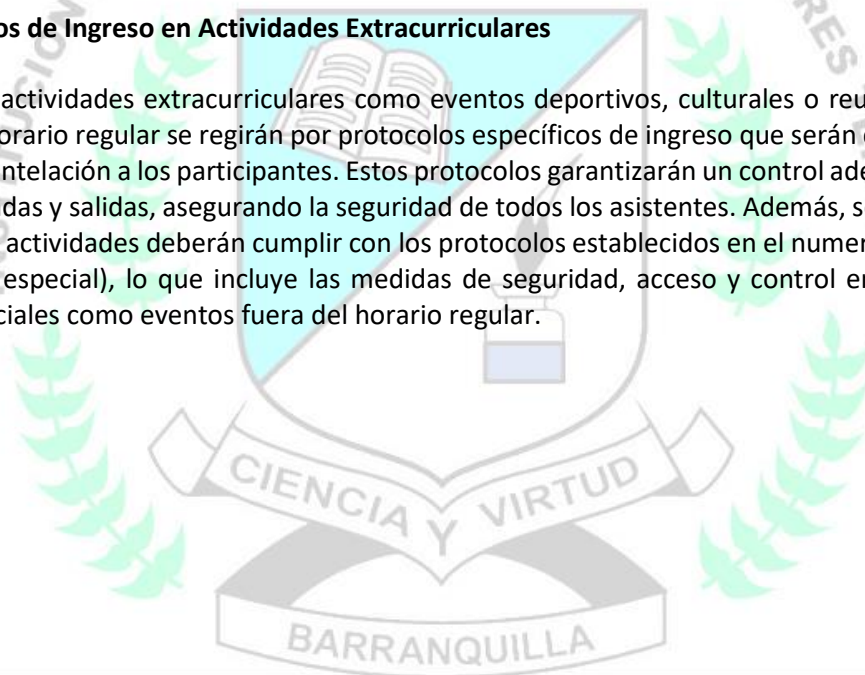 os de Ingreso en Actividades Extracurriculares
actividades extracurriculares como eventos deportivos, culturales o reu
orario regular se regirán por protocolos específicos de ingreso que serán
ntelación a los participantes. Estos protocolos garantizarán un control ade
das y salidas, asegurando la seguridad de todos los asistentes. Además, s
actividades deberán cumplir con los protocolos establecidos en el numer
especial), lo que incluye las medidas de seguridad, acceso y control e
ciales como eventos fuera del horario regular.
CIENCIA Y VIRTUD
BARRANQUILLA